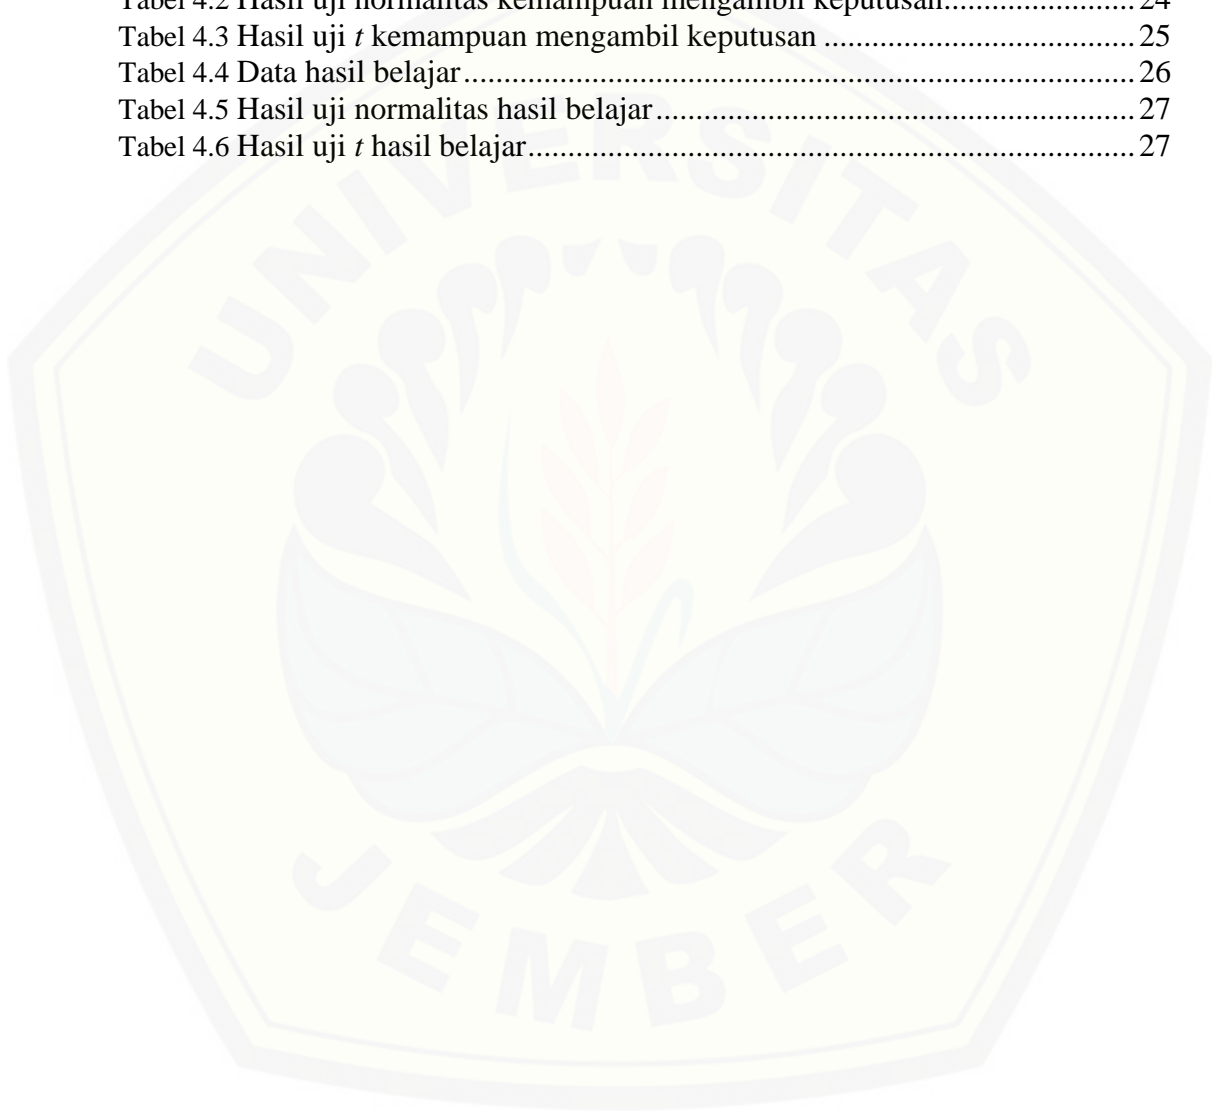 Tabel 4.2 Hasil uji normalitas kemampuan mengambil keputusan........................ 24
Tabel 4.3 Hasil uji t kemampuan mengambil keputusan ....................................... 25
Tabel 4.4 Data hasil belajar.................................................................................... 26
Tabel 4.5 Hasil uji normalitas hasil belajar............................................................ 27
Tabel 4.6 Hasil uji t hasil belajar............................................................................ 27
UNIVERSITAS
JEMBER